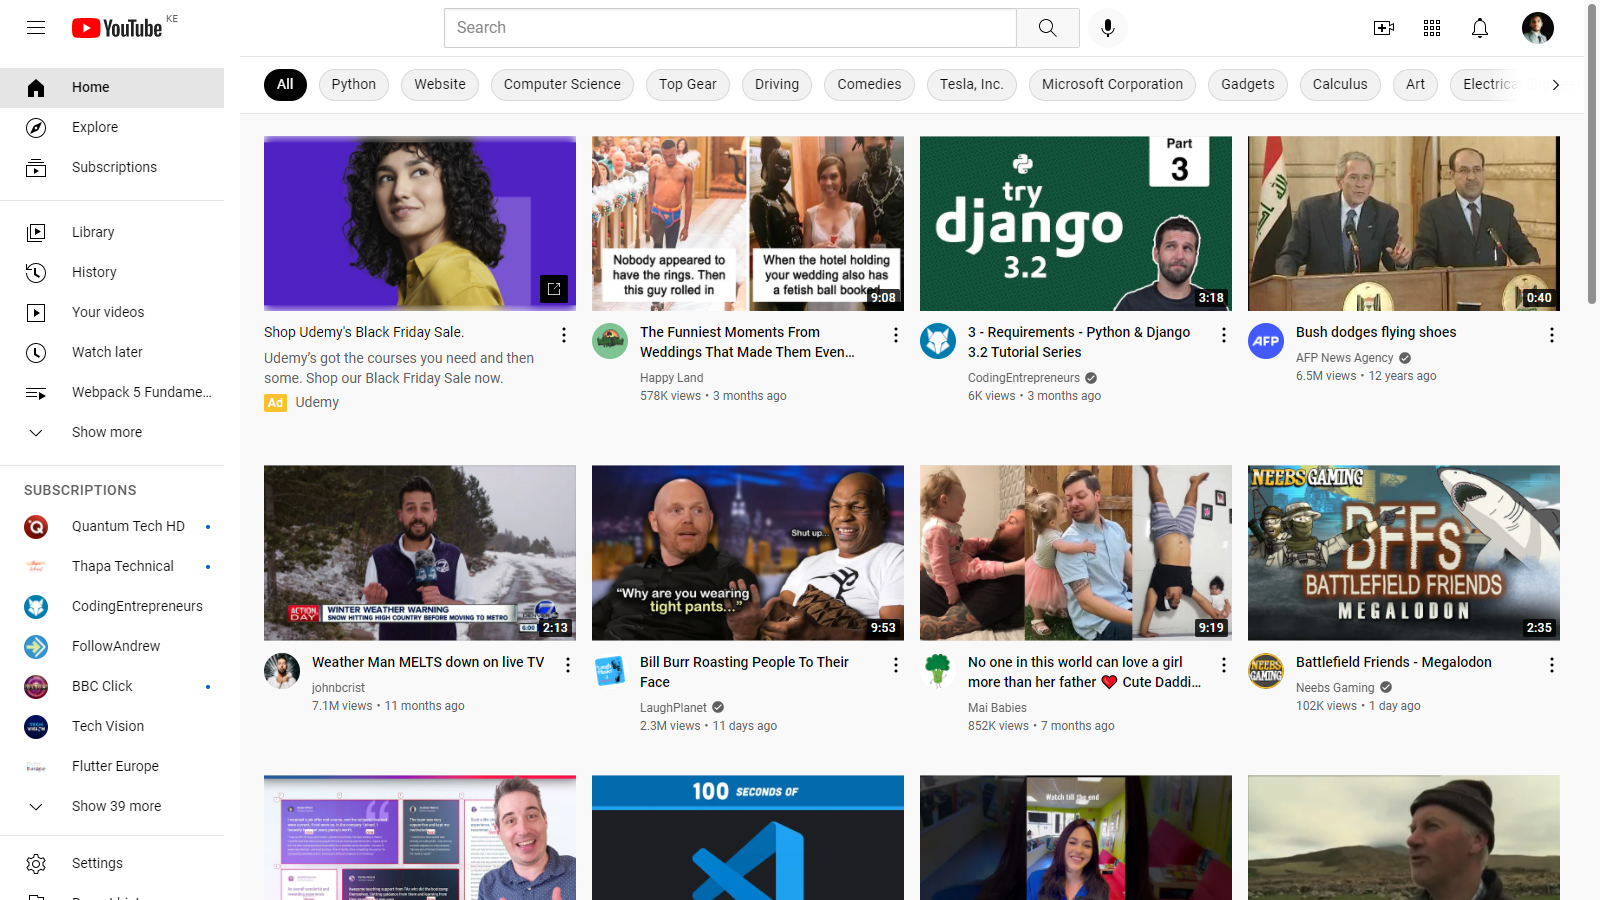 YouTube KE
Search
Home
Explore
Subscriptions
Library
History
Your videos
Watch later
Webpack 5 Fundame...
Show more
SUBSCRIPTIONS
Quantum Tech HD
Thapa Technical
CodingEntrepreneurs
FollowAndrew
BBC Click
Tech Vision
Flutter Europe
Show 39 more
Settings
All Python Website Computer Science Top Gear Driving Comedies Tesla, Inc. Microsoft Corporation Gadgets Calculus Art
Shop Udemy's Black Friday Sale.
Udemy's got the courses you need and then
some. Shop our Black Friday Sale now.
Ad Udemy
Nobody appeared to
have the rings. Then
this guy rolled in
When the hotel holding
your wedding also has
a fetish ball booked
9:08
The Funniest Moments From
Weddings That Made Them Even...
Happy Land
578K views • 3 months ago
Part
3
try
django
3.2
3:18
3 - Requirements - Python & Django
3.2 Tutorial Series
CodingEntrepreneurs
6K views • 3 months ago
0:40
AFP
Bush dodges flying shoes
AFP News Agency
6.5M views • 12 years ago
ACTION
DAY
WINTER WEATHER WARNING
SNOW HITTING HIGH COUNTRY BEFORE MOVING TO METRO
6:00
2:13
Weather Man MELTS down on live TV
johnbcrist
7.1M views • 11 months ago
Shut up...
"Why are you wearing
tight pants..."
9:53
Bill Burr Roasting People To Their
Face
LaughPlanet
2.3M views • 11 days ago
9:19
No one in this world can love a girl
more than her father ❤️ Cute Daddi...
Mai Babies
852K views • 7 months ago
NEEBS GAMING
BFFs
BATTLEFIELD FRIENDS
MEGALODON
2:35
NEEBS
GAMING
Battlefield Friends - Megalodon
Neebs Gaming
102K views • 1 day ago
100 SECONDS OF
Watch till the end